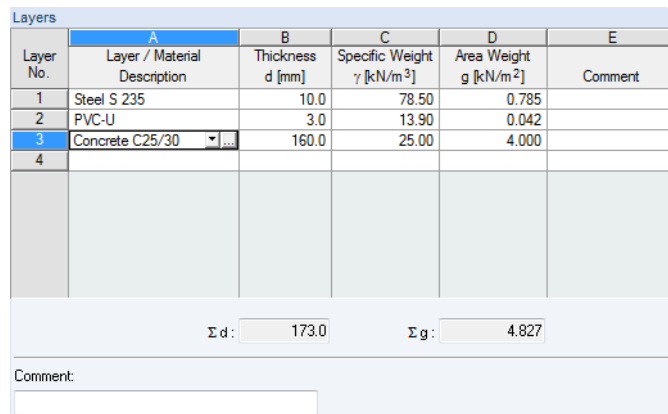 Layers
A B C D E
Layer No. Layer / Material Description Thickness d [mm] Specific Weight γ [kN/m³] Area Weight g [kN/m²] Comment
1 Steel S 235 10.0 78.50 0.785
2 PVC-U 3.0 13.90 0.042
3 Concrete C25/30 ... 160.0 25.00 4.000
4
Σ d : 173.0 Σ g : 4.827
Comment: